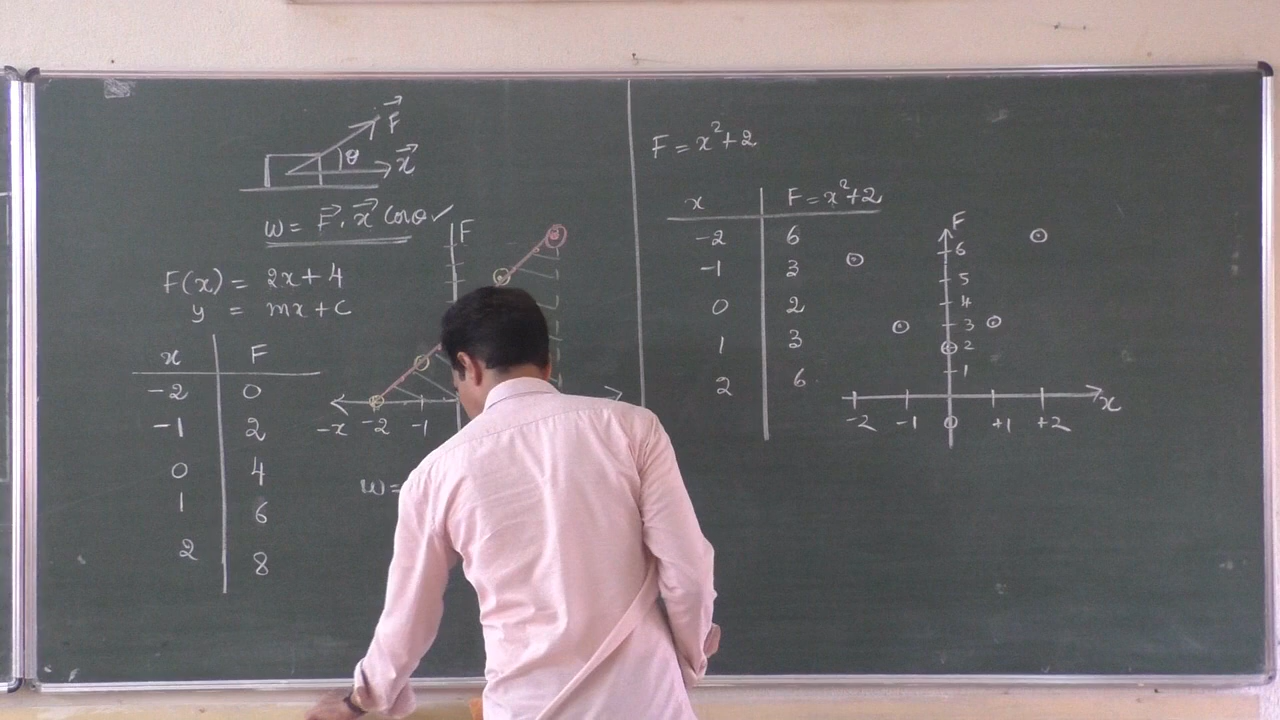 F⃗
θ
x⃗
W = F⃗ . x⃗ Cosθ ✓
F(x) = 2x + 4
y = mx + C
x F
-2 0
-1 2
0 4
1 6
2 8
F
-x -2 -1
W =
F = x² + 2
x F = x² + 2
-2 6
-1 3
0 2
1 3
2 6
F
6
5
4
3
2
1
-2 -1 0 +1 +2 x